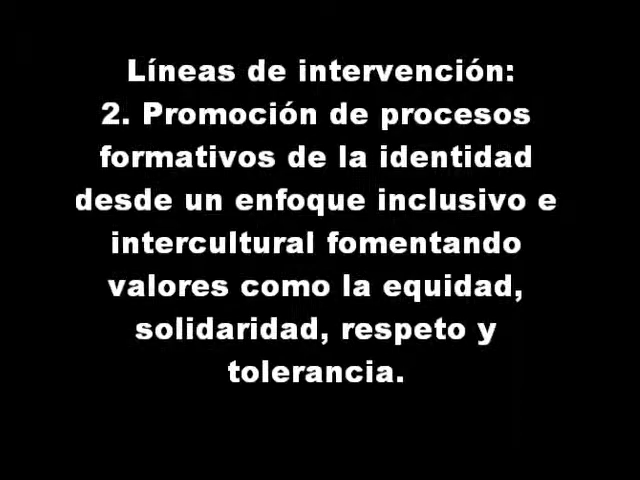 Líneas de intervención:
2. Promoción de procesos
formativos de la identidad
desde un enfoque inclusivo e
intercultural fomentando
valores como la equidad,
solidaridad, respeto y
tolerancia.